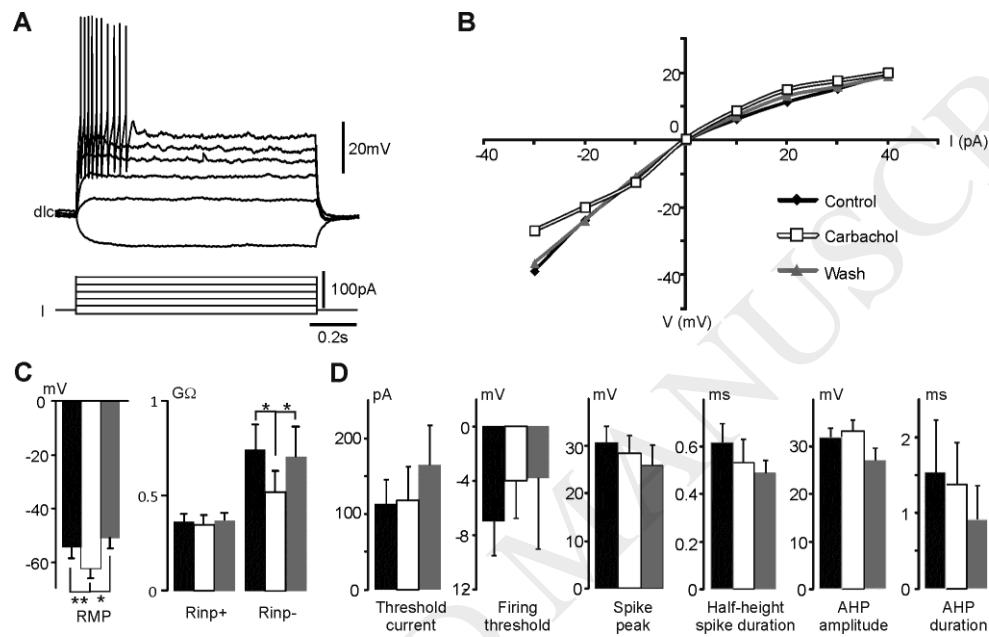 A
20mV
dlc
100pA
I
0.2s
B
20
0
-40
-20
20
40
I (pA)
-20
-40
V (mV)
Control
Carbachol
Wash
C
mV
0
-20
-40
-60
** *
RMP
GΩ
1
0.5
0
* *
Rinp+
Rinp-
D
pA
200
100
0
Threshold
current
mV
0
-4
-8
12
Firing
threshold
mV
30
20
10
0
Spike
peak
ms
0.6
0.4
0.2
0
Half-height
spike duration
mV
30
20
10
0
AHP
amplitude
ms
2
1
0
AHP
duration